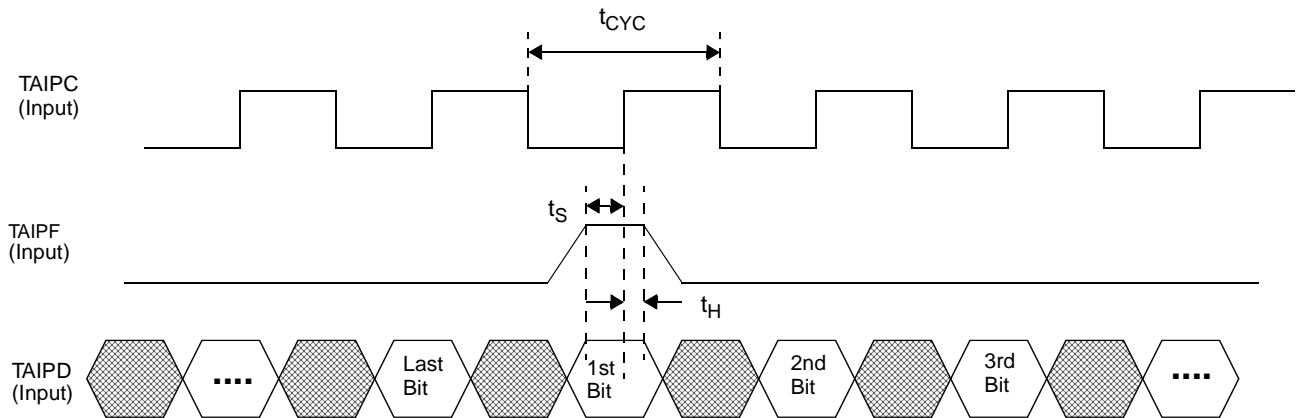 tCYC
TAIPC
(Input)
tS
TAIPF
(Input)
tH
TAIPD
(Input)
....
Last
Bit
1st
Bit
2nd
Bit
3rd
Bit
....